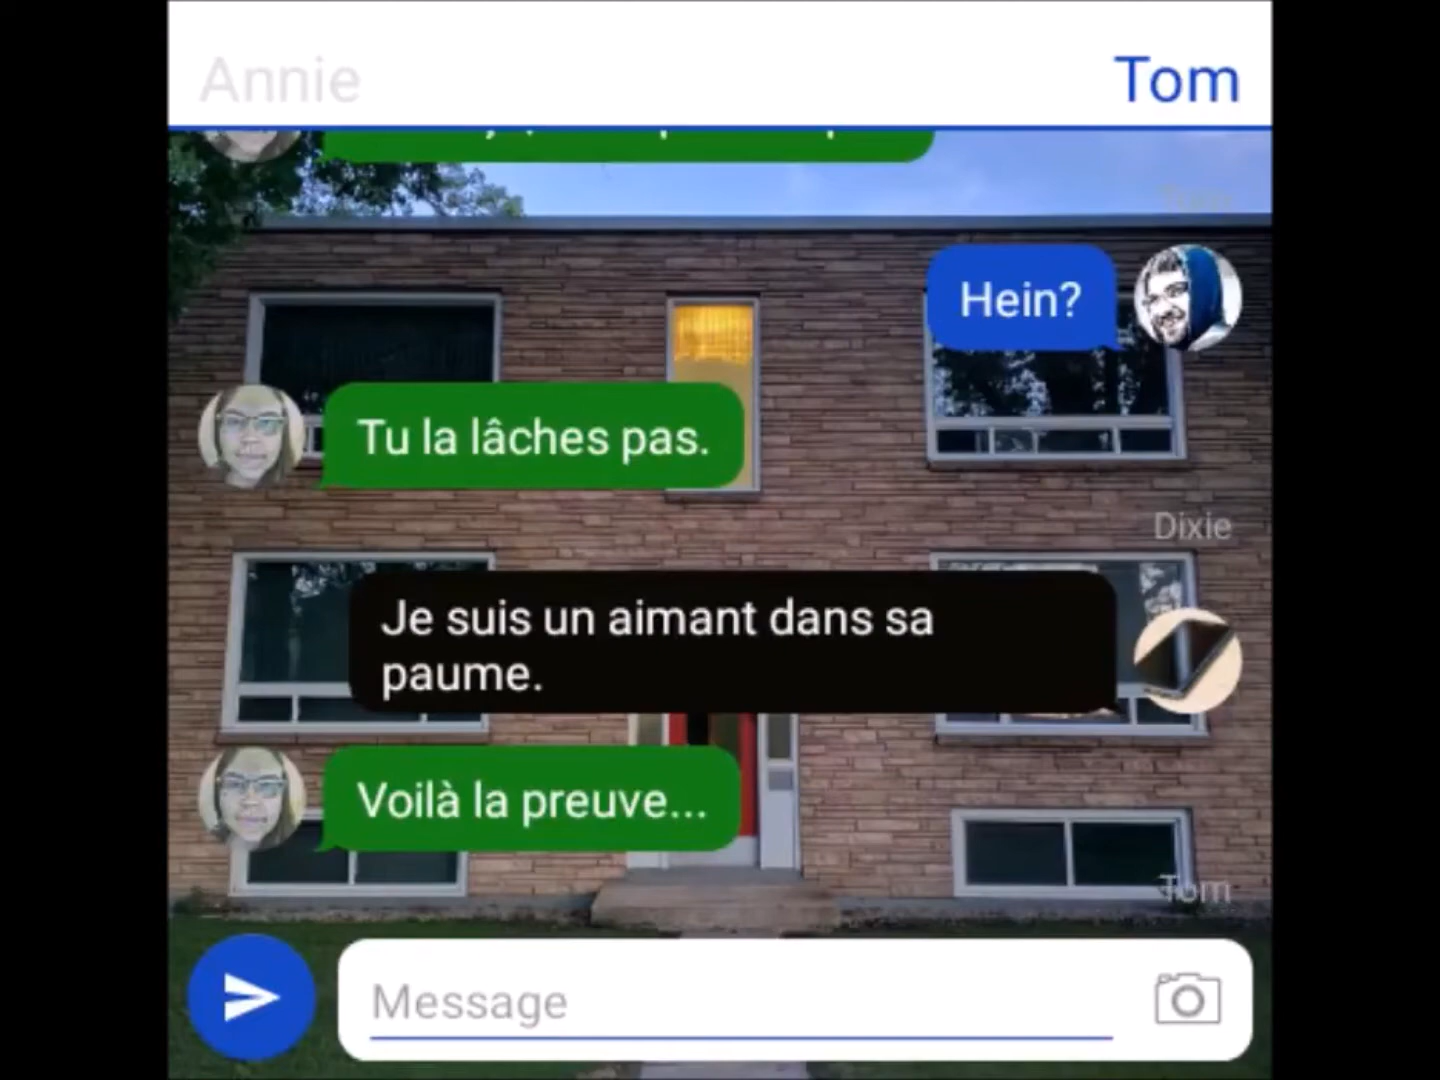 Annie
Tom
Hein?
Tu la lâches pas.
Dixie
Je suis un aimant dans sa
paume.
Voilà la preuve...
Tom
Message